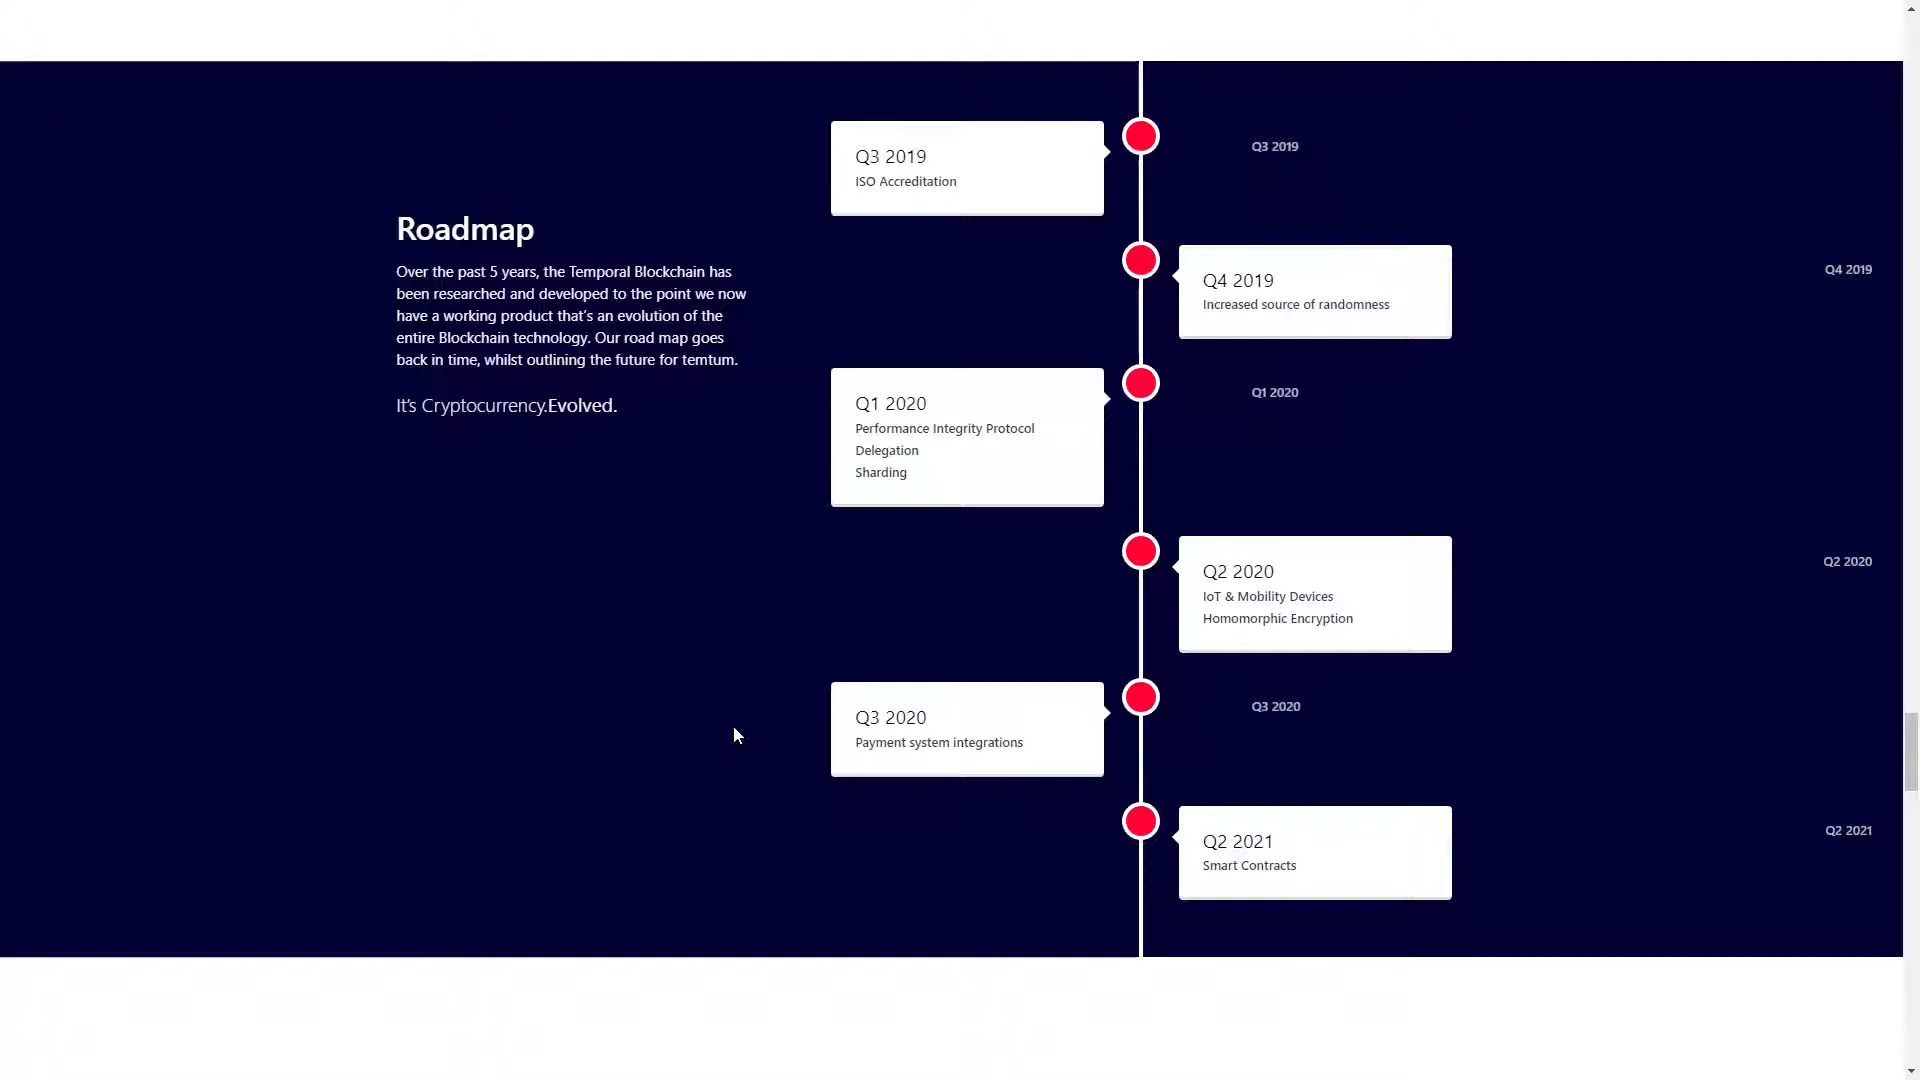 Roadmap
Over the past 5 years, the Temporal Blockchain has
been researched and developed to the point we now
have a working product that's an evolution of the
entire Blockchain technology. Our road map goes
back in time, whilst outlining the future for temtum.
It's Cryptocurrency.Evolved.
Q3 2019
ISO Accreditation
Q3 2019
Q4 2019
Increased source of randomness
Q4 2019
Q1 2020
Performance Integrity Protocol
Delegation
Sharding
Q1 2020
Q2 2020
IoT & Mobility Devices
Homomorphic Encryption
Q2 2020
Q3 2020
Payment system integrations
Q3 2020
Q2 2021
Smart Contracts
Q2 2021